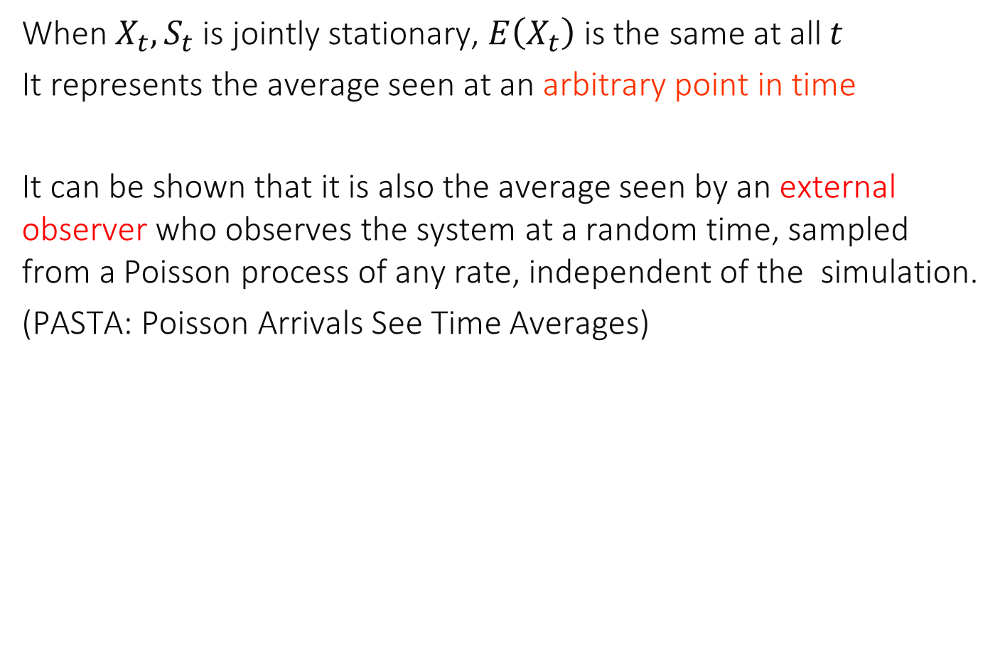 When Xₜ, Sₜ is jointly stationary, E(Xₜ) is the same at all t
It represents the average seen at an arbitrary point in time
It can be shown that it is also the average seen by an external
observer who observes the system at a random time, sampled
from a Poisson process of any rate, independent of the  simulation.
(PASTA: Poisson Arrivals See Time Averages)